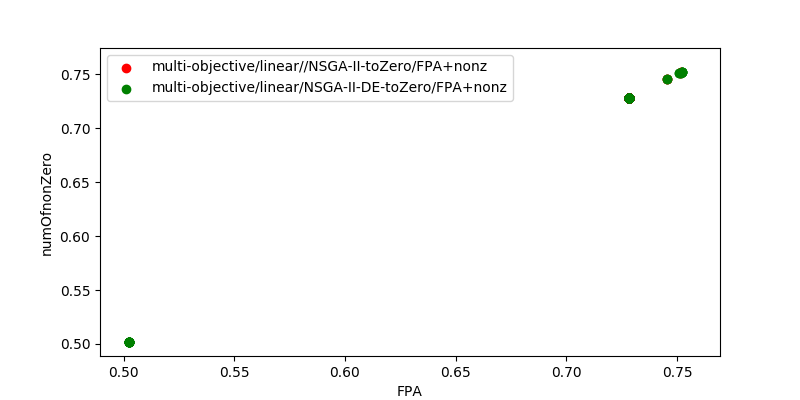 multi-objective/linear//NSGA-II-toZero/FPA+nonz
multi-objective/linear/NSGA-II-DE-toZero/FPA+nonz
numOfnonZero
0.75
0.70
0.65
0.60
0.55
0.50
0.50 0.55 0.60 0.65 0.70 0.75
FPA